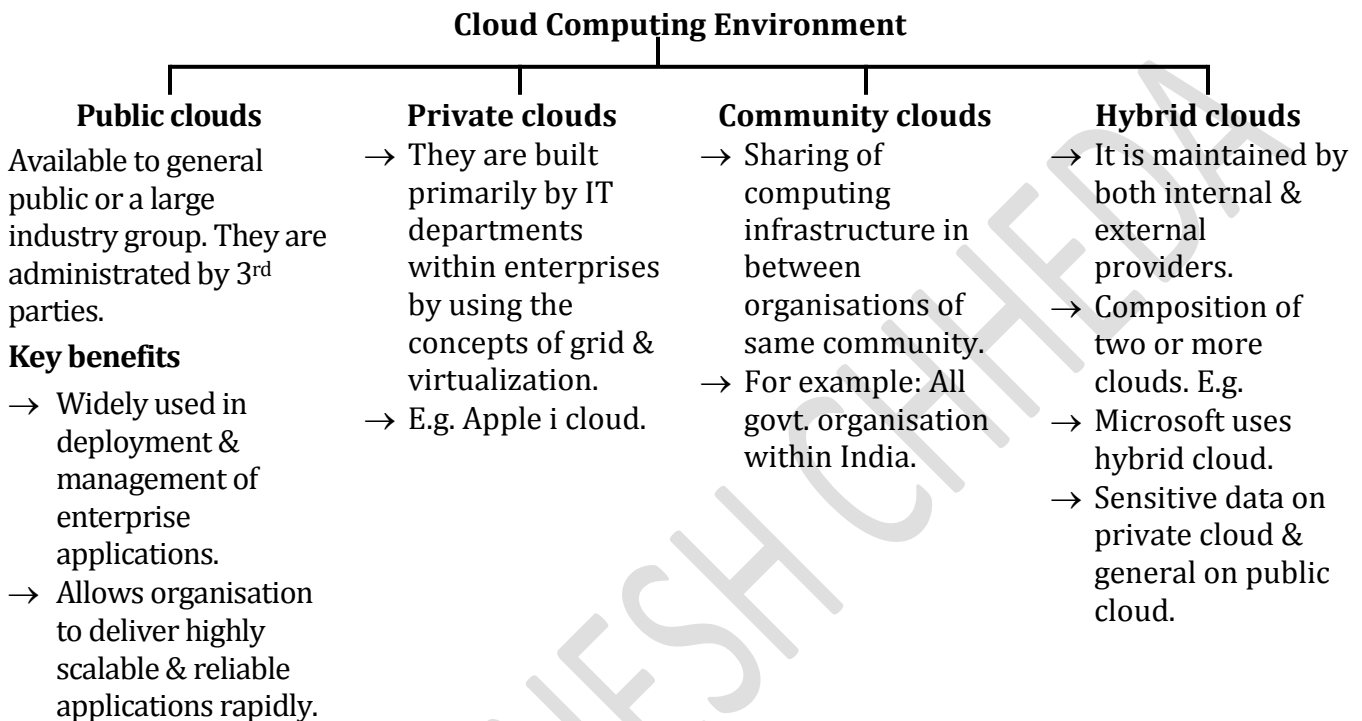 Cloud Computing Environment
Public clouds
Available to general
public or a large
industry group. They are
administrated by 3rd
parties.
Key benefits
→ Widely used in
deployment &
management of
enterprise
applications.
→ Allows organisation
to deliver highly
scalable & reliable
applications rapidly.
Private clouds
→ They are built
primarily by IT
departments
within enterprises
by using the
concepts of grid &
virtualization.
→ E.g. Apple i cloud.
Community clouds
→ Sharing of
computing
infrastructure in
between
organisations of
same community.
→ For example: All
govt. organisation
within India.
Hybrid clouds
→ It is maintained by
both internal &
external
providers.
→ Composition of
two or more
clouds. E.g.
→ Microsoft uses
hybrid cloud.
→ Sensitive data on
private cloud &
general on public
cloud.
ESH CHHEDA